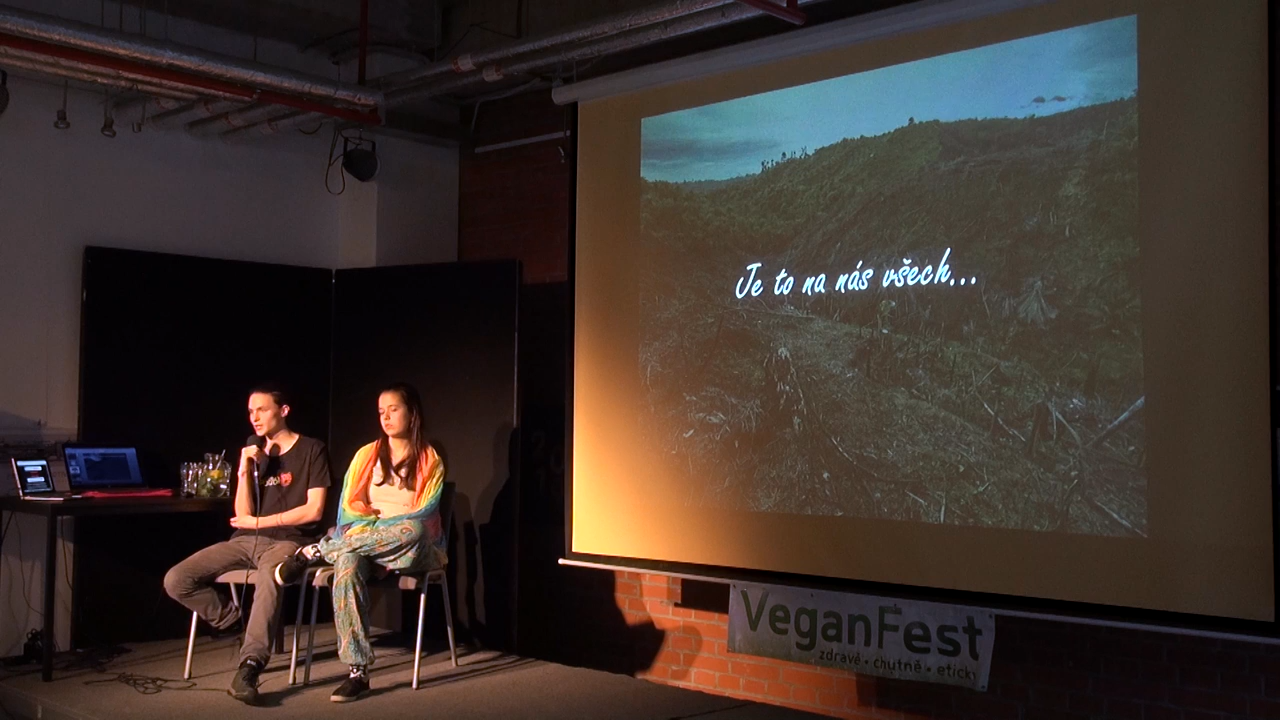 Je to na nás všech...
VeganFest
zdravě • chutně • eticky